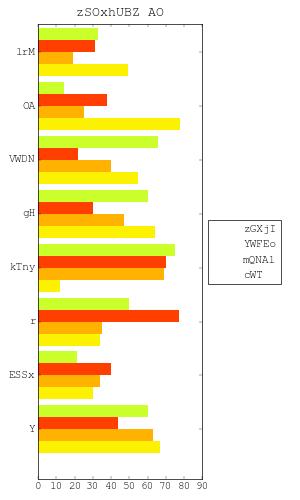 zSOxhUBZ AO
lrM
OA
VWDN
gH
kTny
r
ESSx
Y
0 10 20 30 40 50 60 70 80 90
zGXjI
YWFEo
mQNAl
cWT